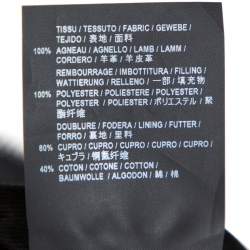 TISSU / TESSUTO / FABRIC / GEWEBE /
TEJIDO / 表地 / 面料
100% AGNEAU / AGNELLO / LAMB / LAMM /
CORDERO / 羊革 / 羊皮革
REMBOURRAGE / IMBOTTITURA / FILLING /
WATTIERUNG / RELLENO / 一部 / 填充物
100% POLYESTER / POLIESTERE / POLYESTER /
POLYESTER / POLIESTER / ポリエステル / 聚
酯纤维
DOUBLURE / FODERA / LINING / FUTTER /
FORRO / 裏地 / 里料
60% CUPRO / CUPRO / CUPRO / CUPRO / CUPRO /
キュプラ / 铜氨纤维
40% COTON / COTONE / COTTON /
BAUMWOLLE / ALGODON / 綿 / 棉